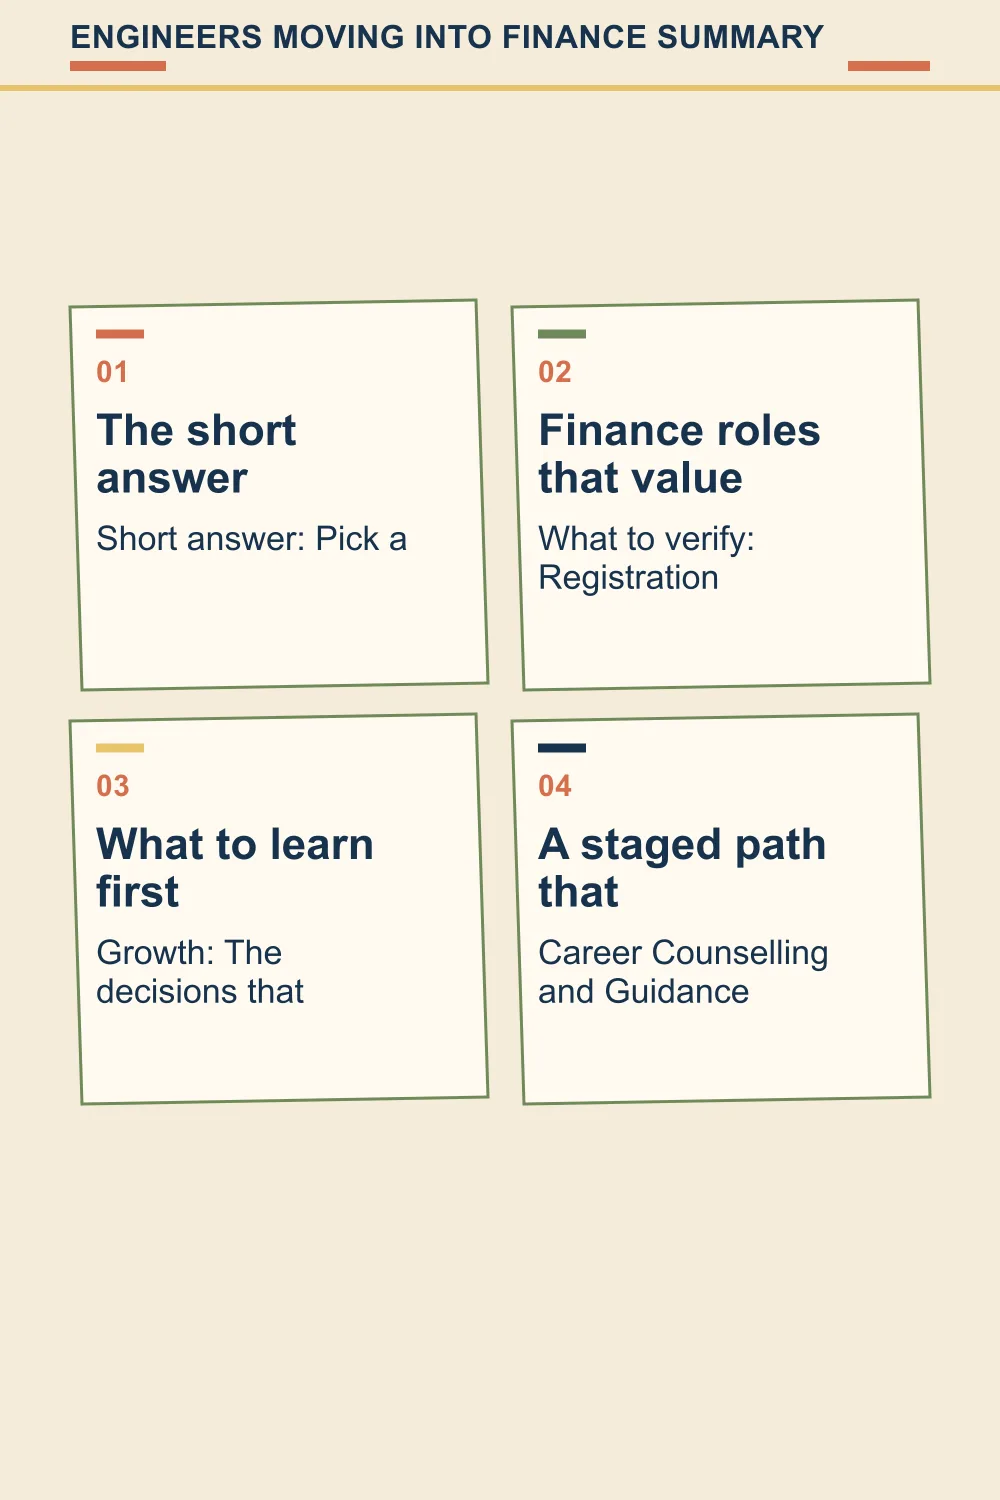 ENGINEERS MOVING INTO FINANCE SUMMARY
01
The short
answer
Short answer: Pick a
02
Finance roles
that value
What to verify:
Registration
03
What to learn
first
Growth: The
decisions that
04
A staged path
that
Career Counselling
and Guidance